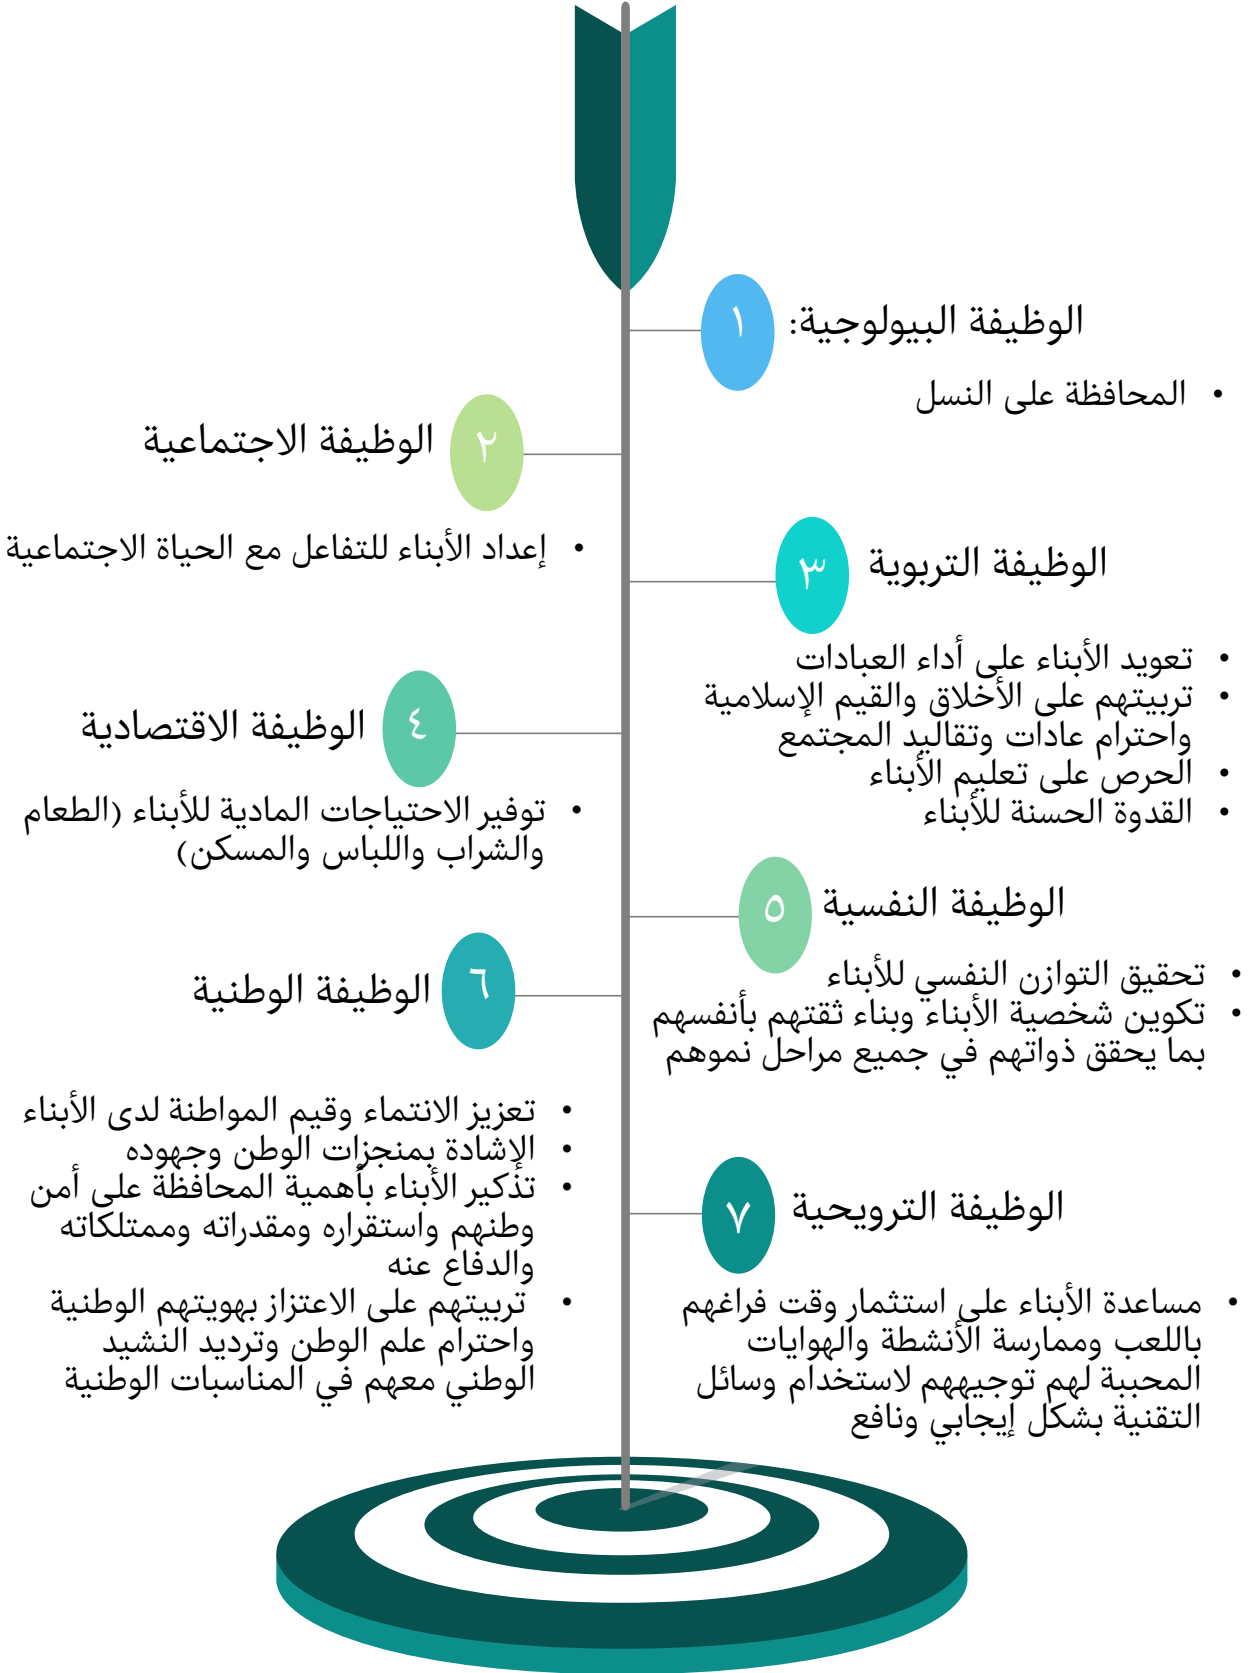 ١
الوظيفة البيولوجية:
• المحافظة على النسل
٢
الوظيفة الاجتماعية
• إعداد الأبناء للتفاعل مع الحياة الاجتماعية
٣
الوظيفة التربوية
• تعويد الأبناء على أداء العبادات
• تربيتهم على الأخلاق والقيم الإسلامية
واحترام عادات وتقاليد المجتمع
• الحرص على تعليم الأبناء
• القدوة الحسنة للأبناء
٤
الوظيفة الاقتصادية
• توفير الاحتياجات المادية للأبناء (الطعام
والشراب واللباس والمسكن)
٥
الوظيفة النفسية
• تحقيق التوازن النفسي للأبناء
• تكوين شخصية الأبناء وبناء ثقتهم بأنفسهم
بما يحقق ذواتهم في جميع مراحل نموهم
٦
الوظيفة الوطنية
• تعزيز الانتماء وقيم المواطنة لدى الأبناء
• الإشادة بمنجزات الوطن وجهوده
• تذكير الأبناء بأهمية المحافظة على أمن
وطنهم واستقراره ومقدراته وممتلكاته
والدفاع عنه
• تربيتهم على الاعتزاز بهويتهم الوطنية
واحترام علم الوطن وترديد النشيد
الوطني معهم في المناسبات الوطنية
٧
الوظيفة الترويحية
• مساعدة الأبناء على استثمار وقت فراغهم
باللعب وممارسة الأنشطة والهوايات
المحببة لهم توجيههم لاستخدام وسائل
التقنية بشكل إيجابي ونافع